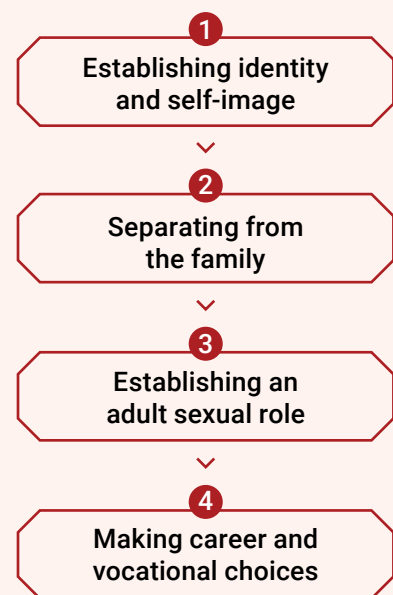 1
Establishing identity
and self-image
2
Separating from
the family
3
Establishing an
adult sexual role
4
Making career and
vocational choices